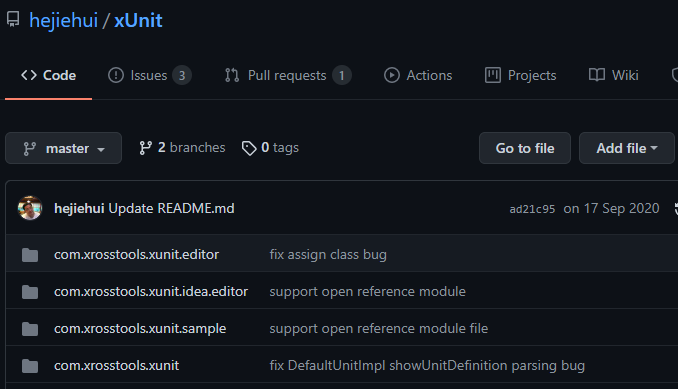 hejiehui / xUnit
Code Issues 3 Pull requests 1 Actions Projects Wiki
master 2 branches 0 tags Go to file Add file
hejiehui Update README.md ad21c95 on 17 Sep 2020
com.xrosstools.xunit.editor fix assign class bug
com.xrosstools.xunit.idea.editor support open reference module
com.xrosstools.xunit.sample support open reference module file
com.xrosstools.xunit fix DefaultUnitImpl showUnitDefinition parsing bug